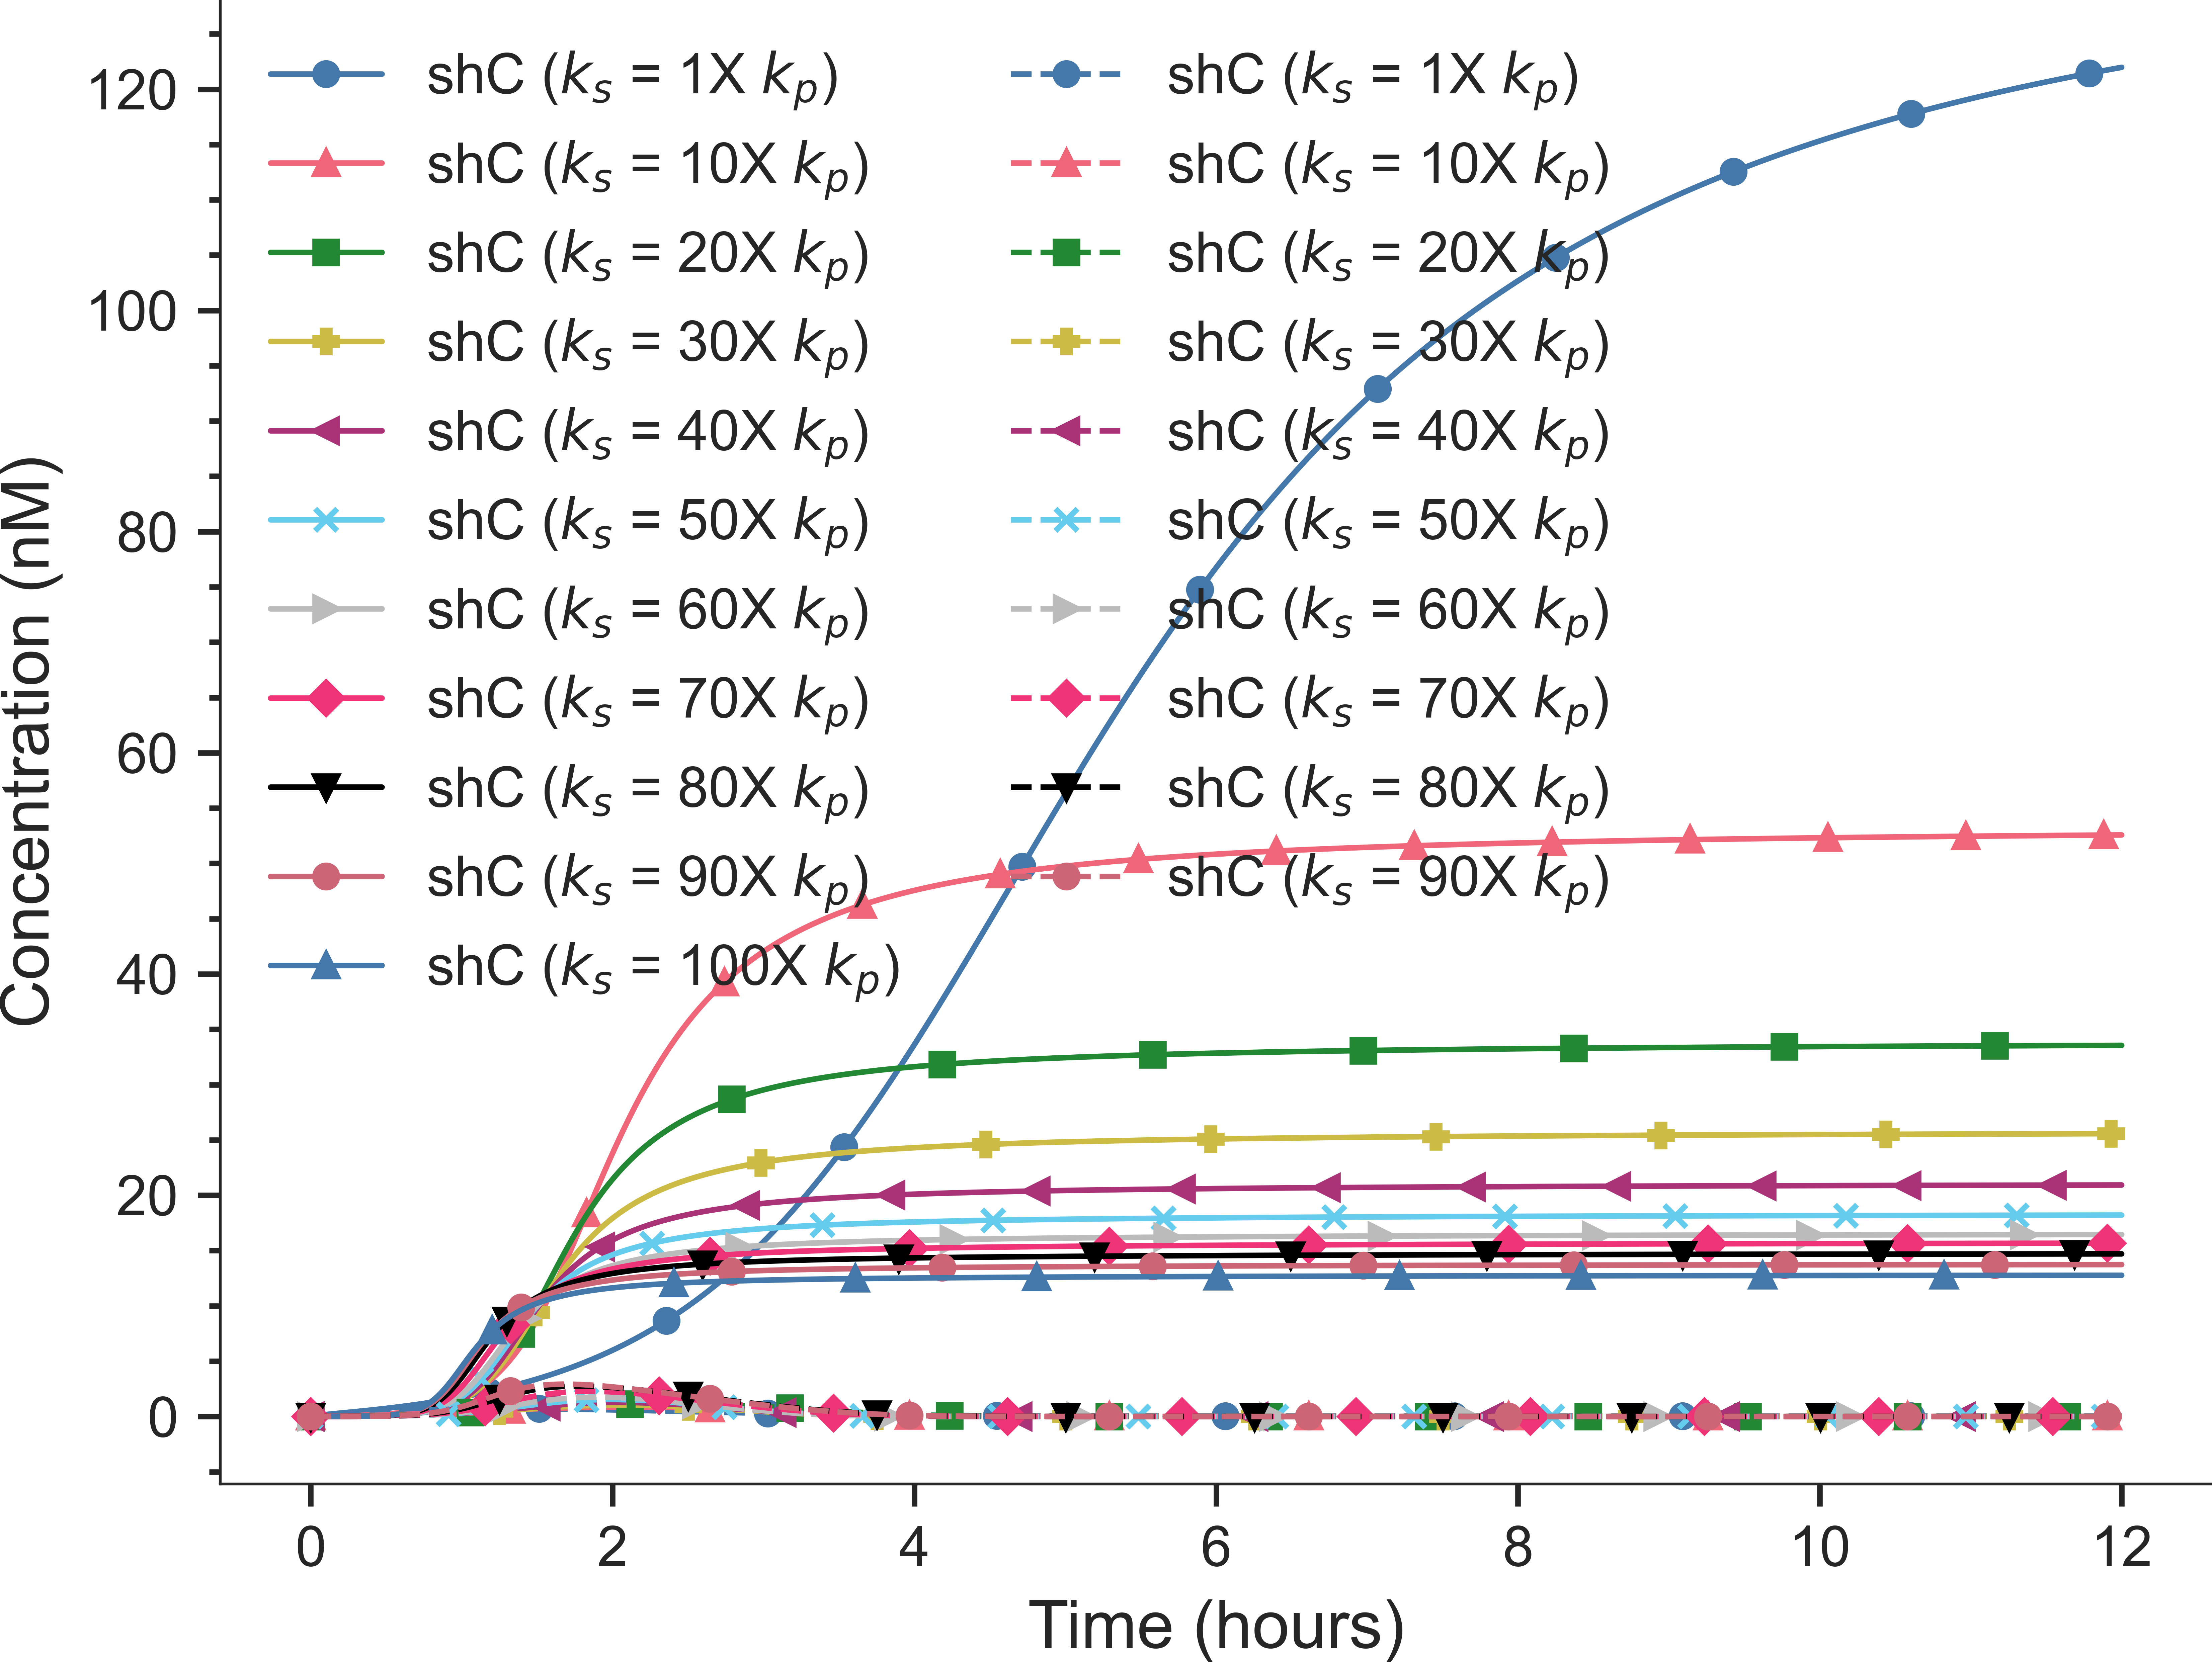 Concentration (nM)
120
100
80
60
40
20
0
shC (ks = 1X kp)
shC (ks = 10X kp)
shC (ks = 20X kp)
shC (ks = 30X kp)
shC (ks = 40X kp)
shC (ks = 50X kp)
shC (ks = 60X kp)
shC (ks = 70X kp)
shC (ks = 80X kp)
shC (ks = 90X kp)
shC (ks = 100X kp)
shC (ks = 1X kp)
shC (ks = 10X kp)
shC (ks = 20X kp)
shC (ks = 30X kp)
shC (ks = 40X kp)
shC (ks = 50X kp)
shC (ks = 60X kp)
shC (ks = 70X kp)
shC (ks = 80X kp)
shC (ks = 90X kp)
0 2 4 6 8 10 12
Time (hours)